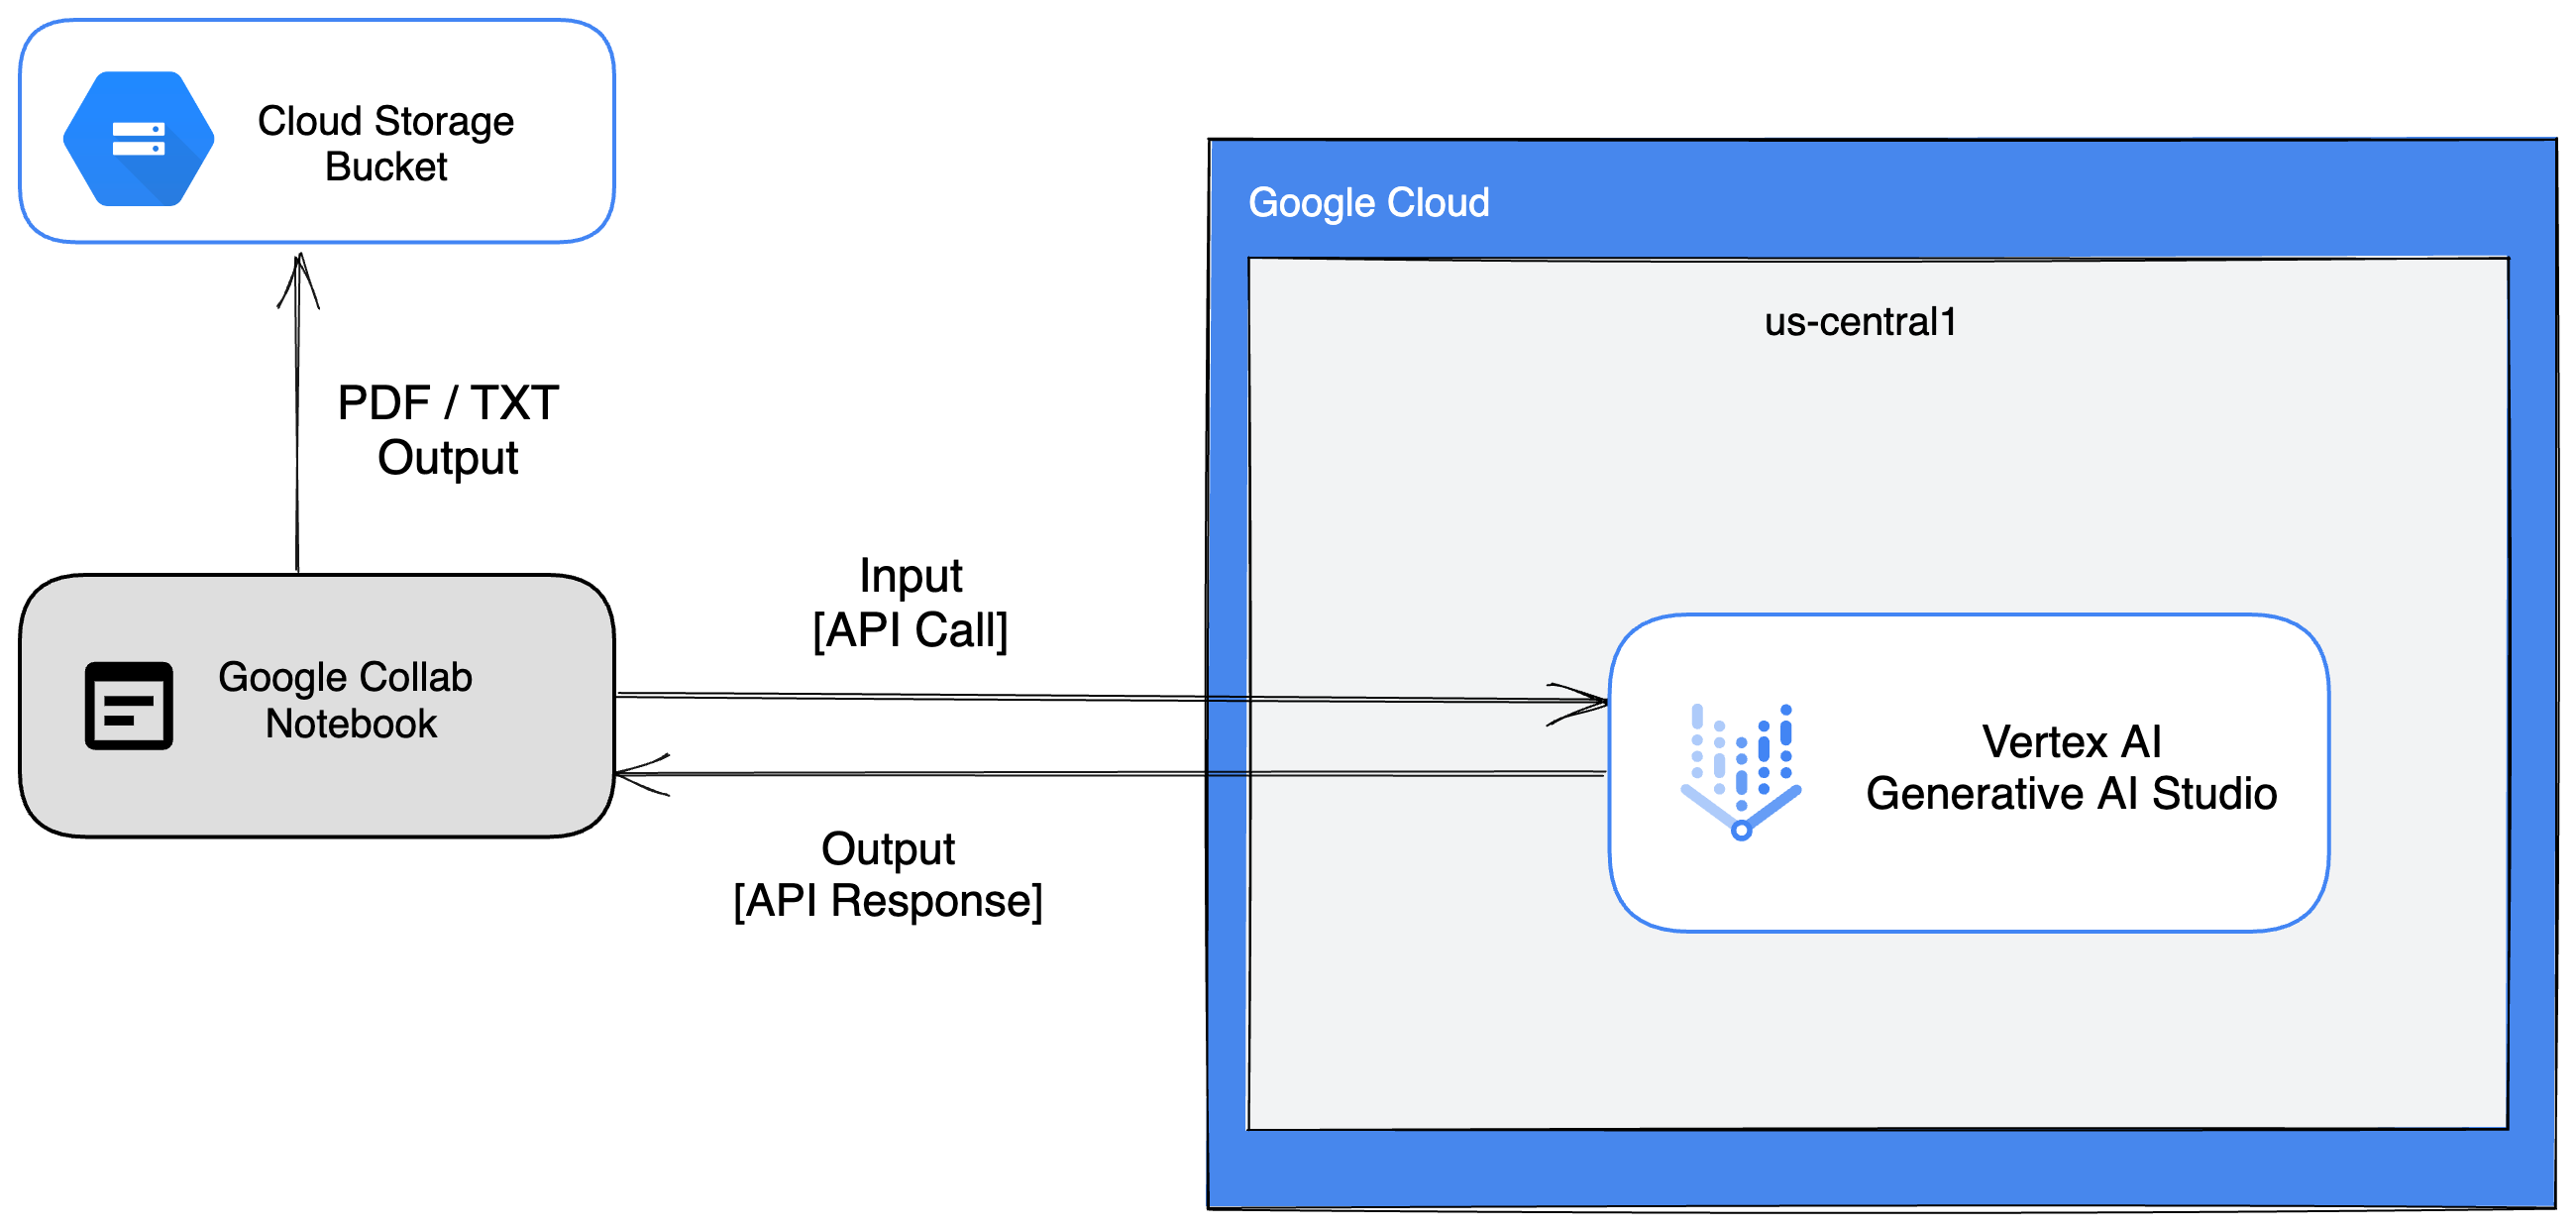 Cloud Storage
Bucket
Google Cloud
us-central1
PDF / TXT
Output
Input
[API Call]
Google Collab
Notebook
Vertex AI
Generative AI Studio
Output
[API Response]